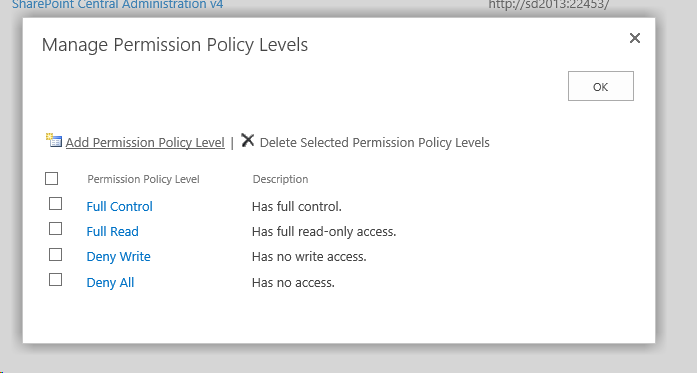 SharePoint Central Administration v4 http://sd2013:22453/
Manage Permission Policy Levels
OK
Add Permission Policy Level | Delete Selected Permission Policy Levels
Permission Policy Level Description
Full Control Has full control.
Full Read Has full read-only access.
Deny Write Has no write access.
Deny All Has no access.